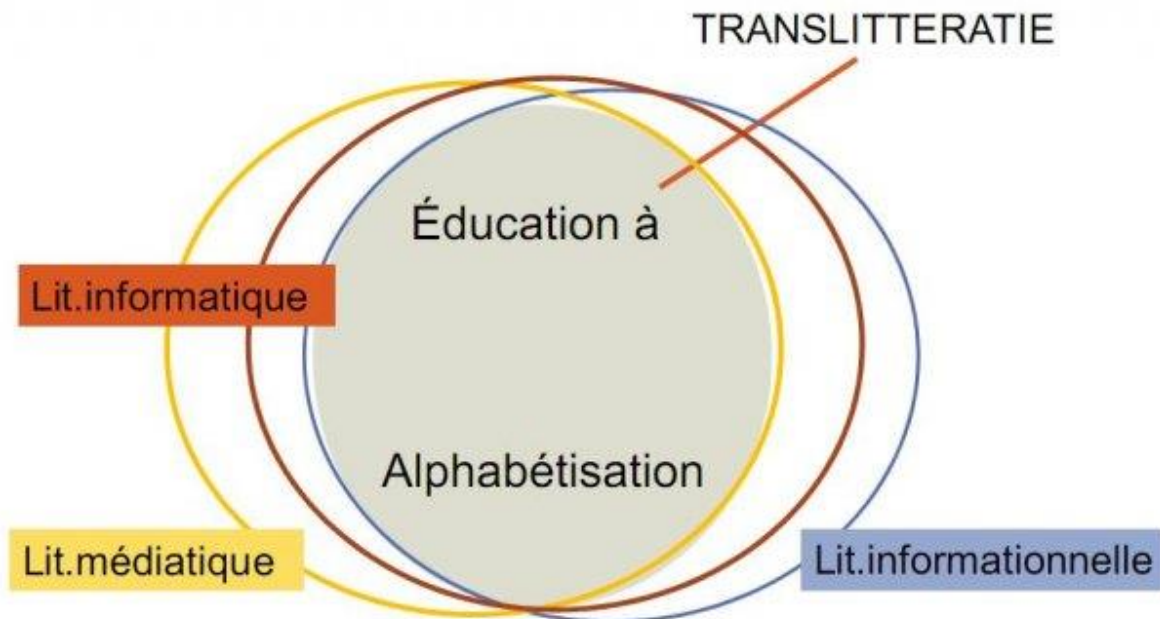 TRANSLITTERATIE
Éducation à
Lit.informatique
Alphabétisation
Lit.médiatique
Lit.informationnelle